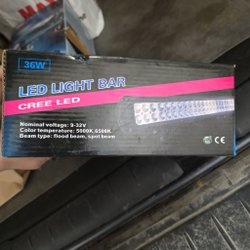 36W
LED LIGHT BAR
CREE LED
Nominal voltage: 9-32V
Color temperature: 5000K, 6500K
Beam type: flood beam, spot beam